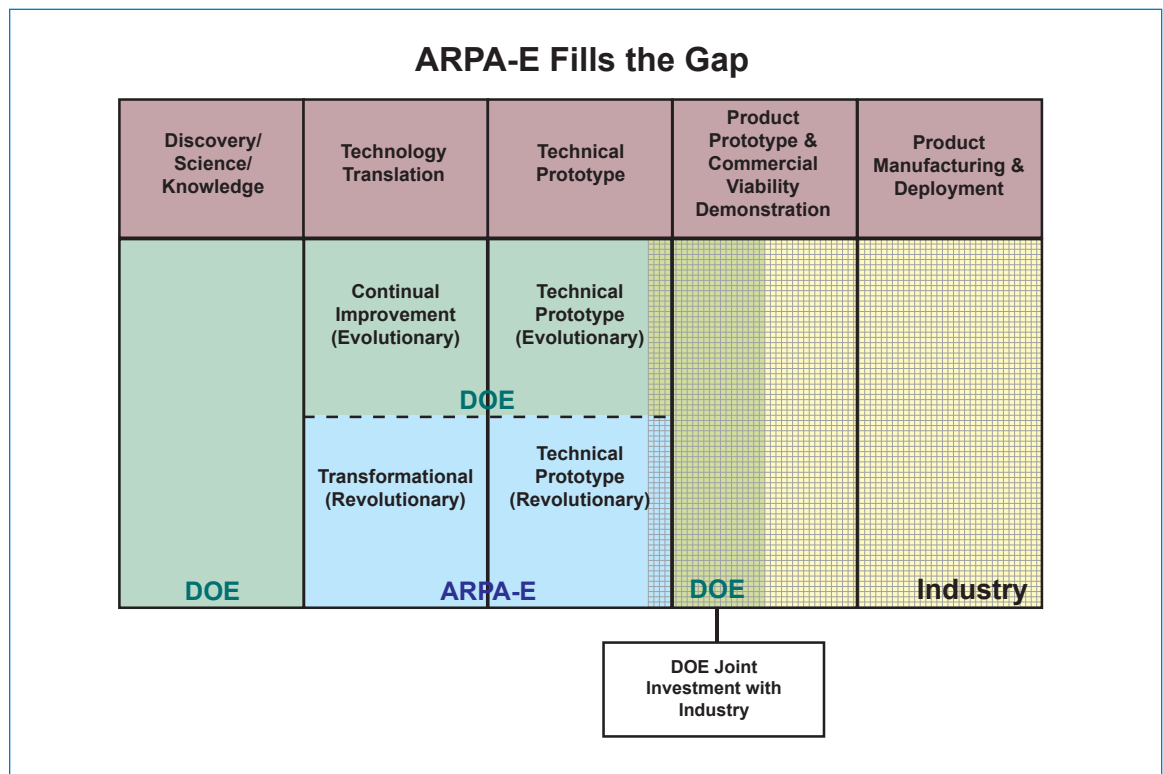 ARPA-E Fills the Gap
Discovery/
Science/
Knowledge
Technology
Translation
Technical
Prototype
Product
Prototype &
Commercial
Viability
Demonstration
Product
Manufacturing &
Deployment
Continual
Improvement
(Evolutionary)
Technical
Prototype
(Evolutionary)
DOE
Transformational
(Revolutionary)
Technical
Prototype
(Revolutionary)
DOE
ARPA-E
DOE
Industry
DOE Joint
Investment with
Industry